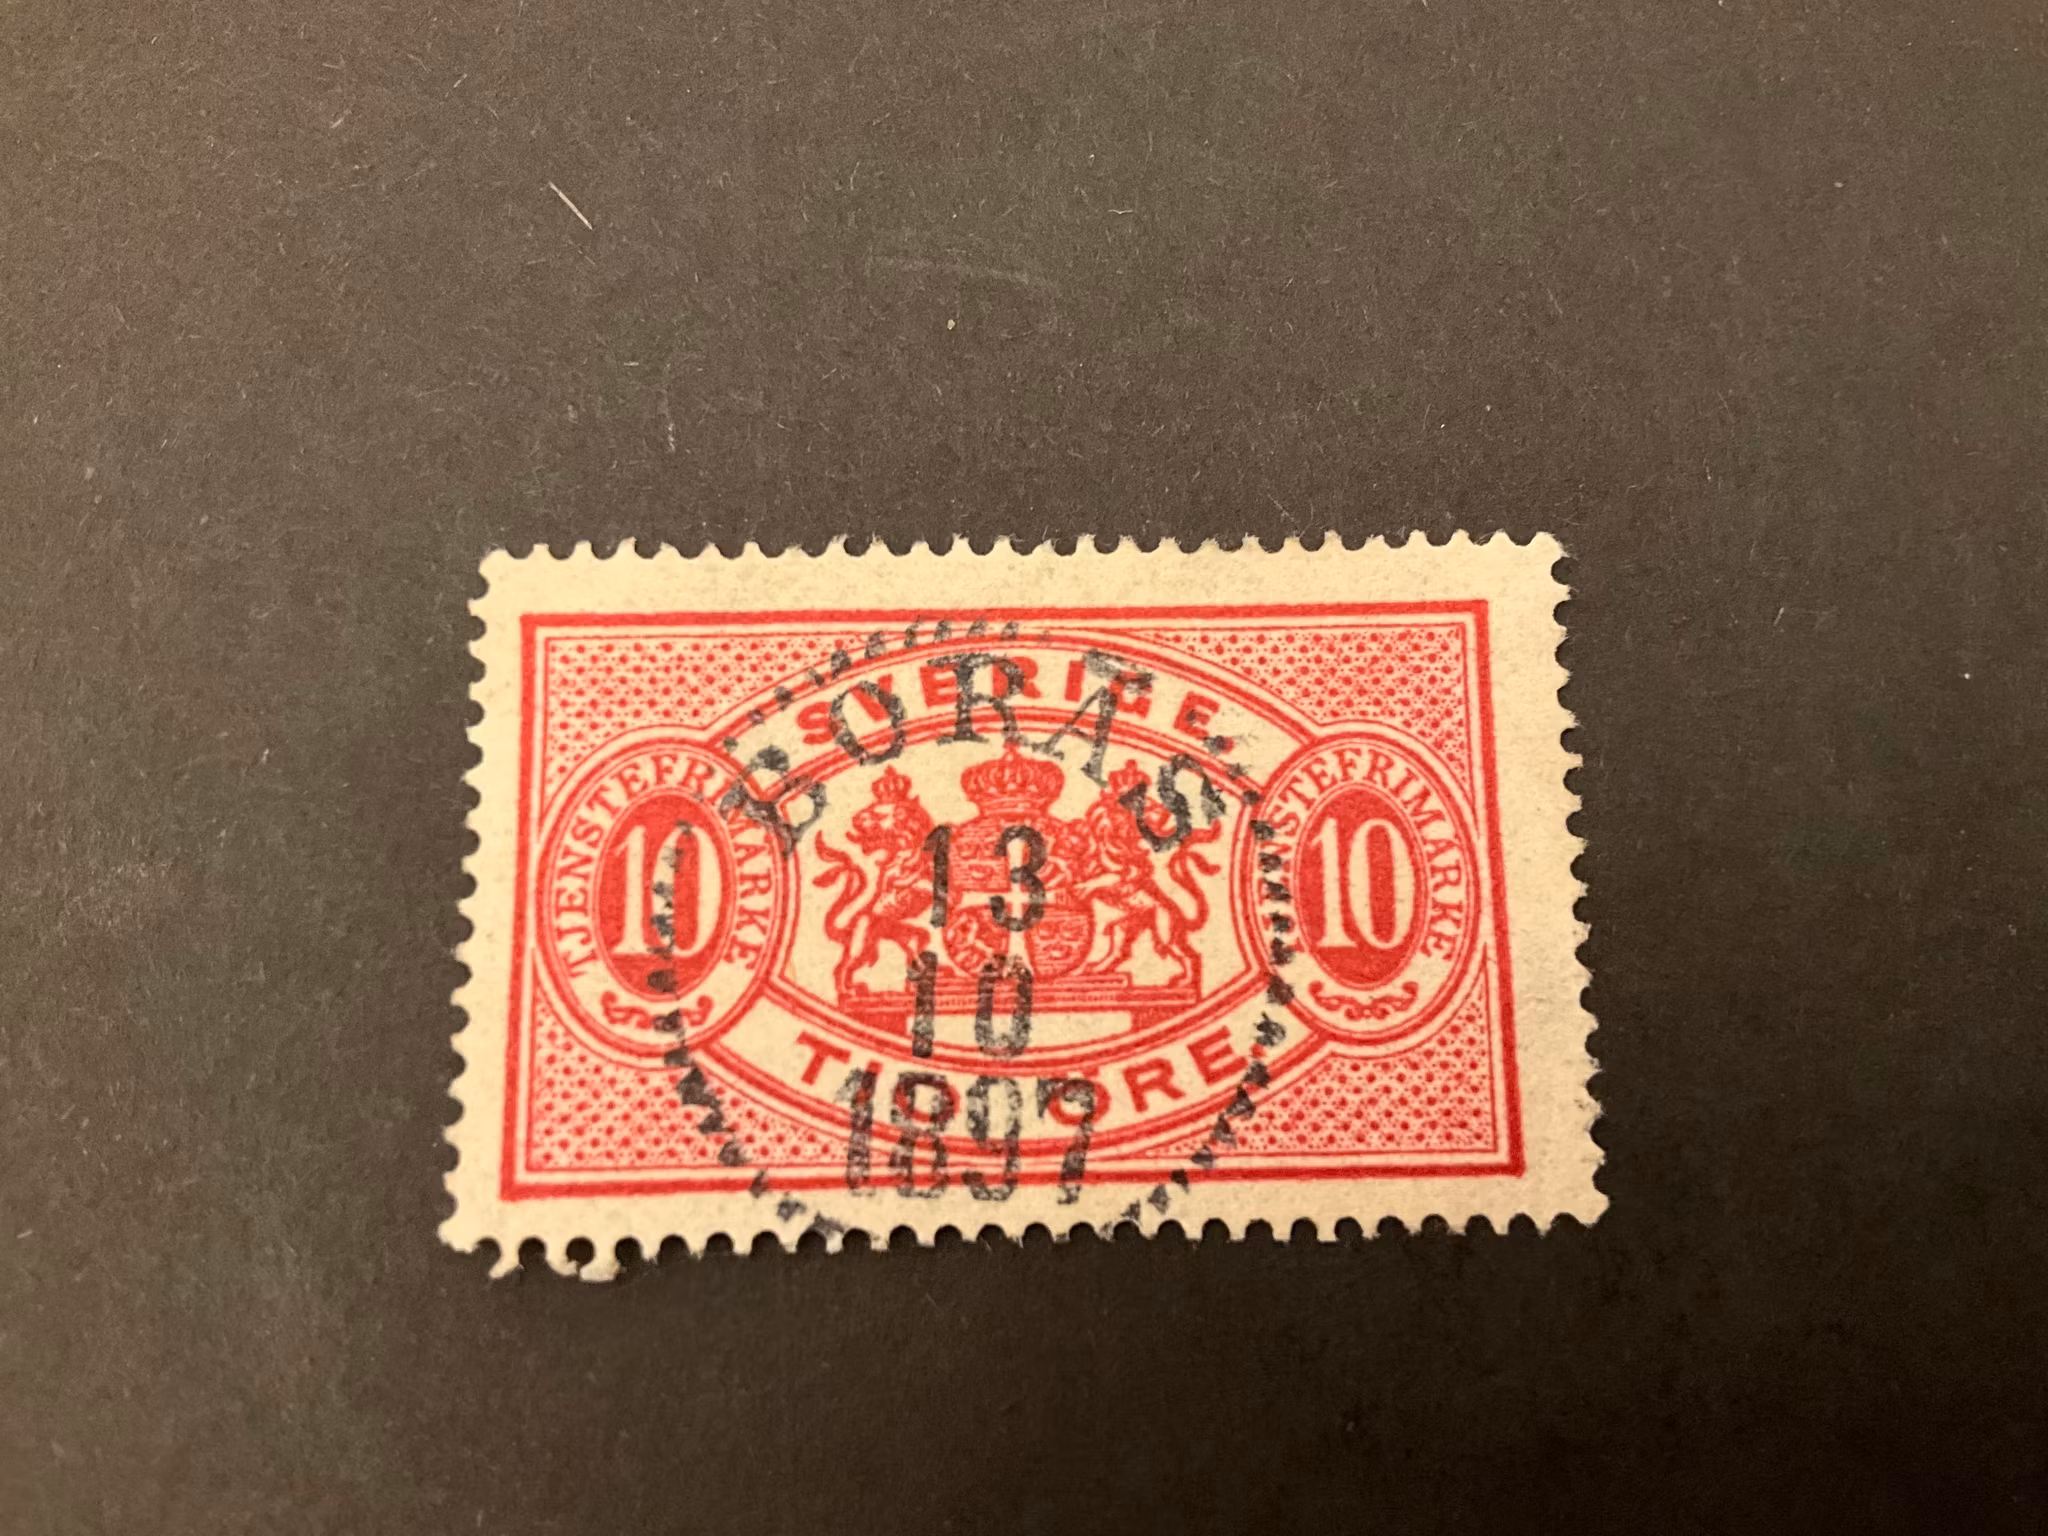 SVERIGE.
BORÅS
TJENSTEFRIMARKE
10
TJENSTEFRIMARKE
10
13
10
1897
TIO ÖRE.